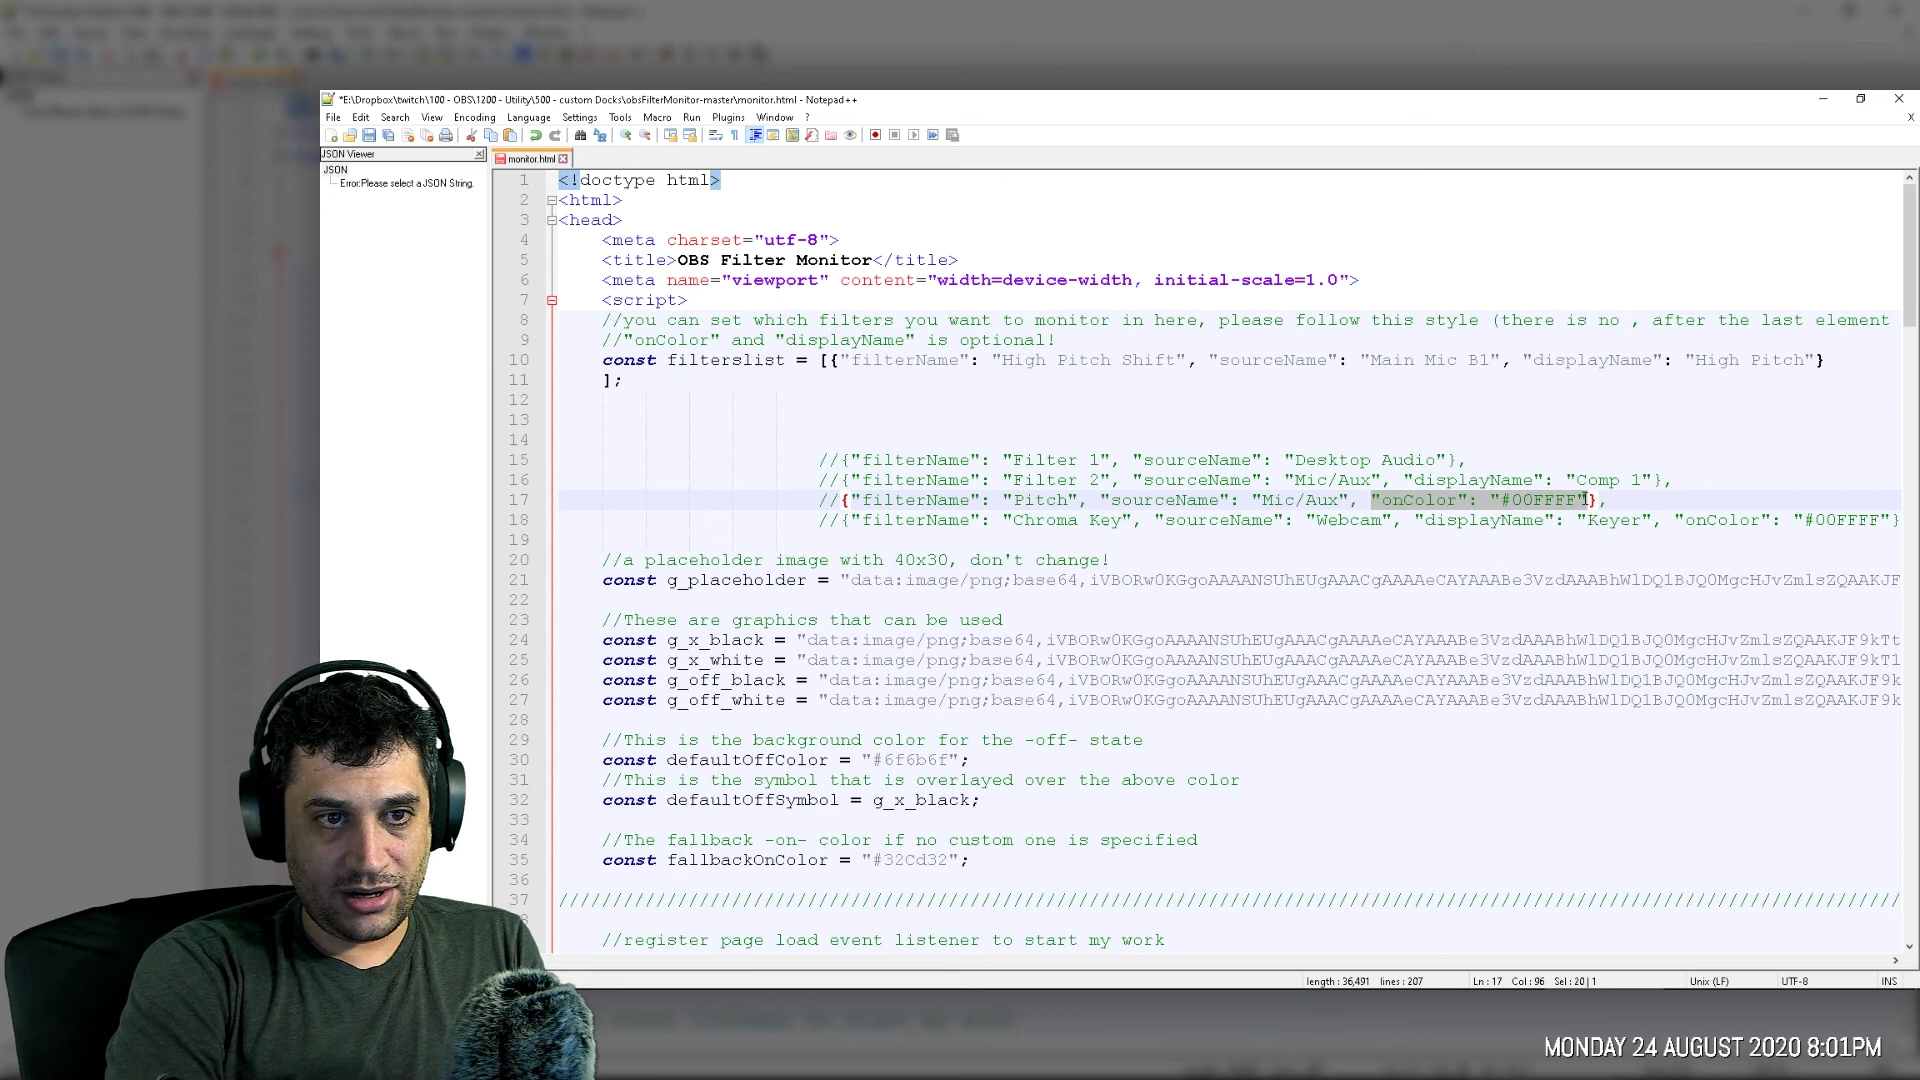 *E:\Dropbox\twitch\100 - OBS\1200 - Utility\500 - custom Docks\obsFilterMonitor-master\monitor.html - Notepad++
File Edit Search View Encoding Language Settings Tools Macro Run Plugins Window ? X
JSON Viewer
monitor.html
JSON
Error:Please select a JSON String.
1 <!doctype html>
2 <html>
3 <head>
4 <meta charset="utf-8">
5 <title>OBS Filter Monitor</title>
6 <meta name="viewport" content="width=device-width, initial-scale=1.0">
7 <script>
8 //you can set which filters you want to monitor in here, please follow this style (there is no , after the last element
9 //"onColor" and "displayName" is optional!
10 const filterslist = [{"filterName": "High Pitch Shift", "sourceName": "Main Mic B1", "displayName": "High Pitch"}
11 ];
12
13
14
15 //{"filterName": "Filter 1", "sourceName": "Desktop Audio"},
16 //{"filterName": "Filter 2", "sourceName": "Mic/Aux", "displayName": "Comp 1"},
17 //{"filterName": "Pitch", "sourceName": "Mic/Aux", "onColor": "#00FFFF"},
18 //{"filterName": "Chroma Key", "sourceName": "Webcam", "displayName": "Keyer", "onColor": "#00FFFF"}
19
20 //a placeholder image with 40x30, don't change!
21 const g_placeholder = "data:image/png;base64,iVBORw0KGgoAAAANSUhEUgAAACgAAAAeCAYAAABe3VzdAAABhWlDQ1BJQ0MgcHJvZmlsZQAAKJF
22
23 //These are graphics that can be used
24 const g_x_black = "data:image/png;base64,iVBORw0KGgoAAAANSUhEUgAAACgAAAAeCAYAAABe3VzdAAABhWlDQ1BJQ0MgcHJvZmlsZQAAKJF9kTt
25 const g_x_white = "data:image/png;base64,iVBORw0KGgoAAAANSUhEUgAAACgAAAAeCAYAAABe3VzdAAABhWlDQ1BJQ0MgcHJvZmlsZQAAKJF9kT1
26 const g_off_black = "data:image/png;base64,iVBORw0KGgoAAAANSUhEUgAAACgAAAAeCAYAAABe3VzdAAABhWlDQ1BJQ0MgcHJvZmlsZQAAKJF9k
27 const g_off_white = "data:image/png;base64,iVBORw0KGgoAAAANSUhEUgAAACgAAAAeCAYAAABe3VzdAAABhWlDQ1BJQ0MgcHJvZmlsZQAAKJF9k
28
29 //This is the background color for the -off- state
30 const defaultOffColor = "#6f6b6f";
31 //This is the symbol that is overlayed over the above color
32 const defaultOffSymbol = g_x_black;
33
34 //The fallback -on- color if no custom one is specified
35 const fallbackOnColor = "#32Cd32";
36
37 ////////////////////////////////////////////////////////////////////////////////////////////////////////////////////////////
//register page load event listener to start my work
length : 36,491 lines : 207 Ln : 17 Col : 96 Sel : 20 | 1 Unix (LF) UTF-8 INS
MONDAY 24 AUGUST 2020 8:01PM